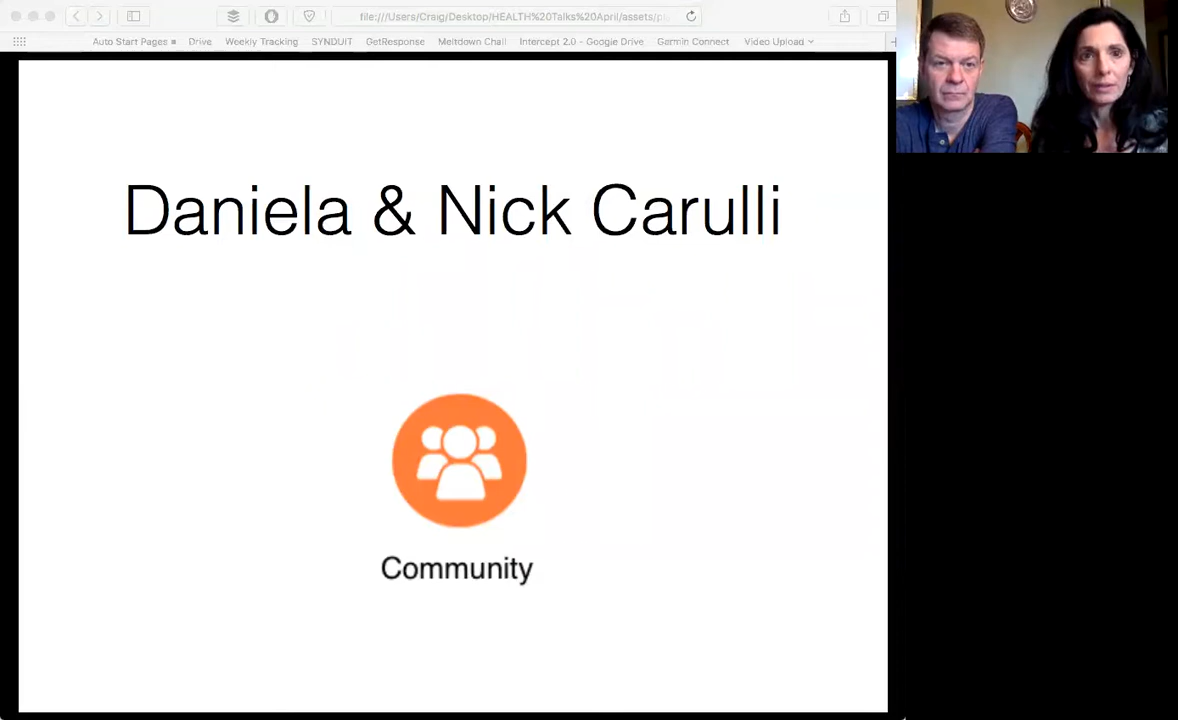 file:///Users/Craig/Desktop/HEALTH%20Talks%20April/assets/p
Auto Start Pages Drive Weekly Tracking SYNDUIT GetResponse Meltdown Chall Intercept 2.0 - Google Drive Garmin Connect Video Upload
Daniela & Nick Carulli
Community